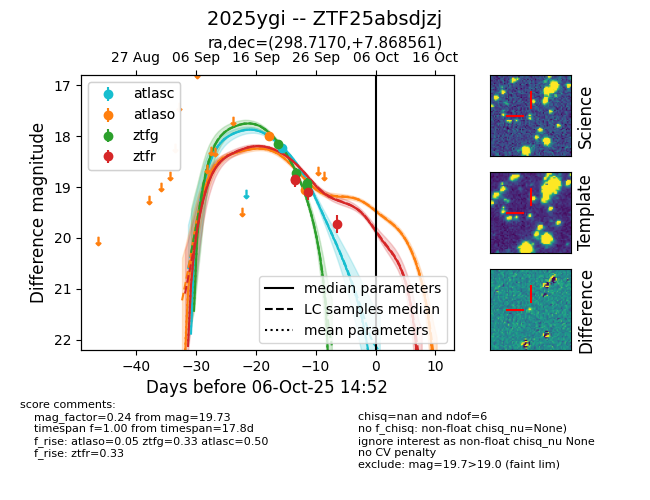 2025ygi -- ZTF25absdjzj
ra,dec=(298.7170,+7.868561)
27 Aug 06 Sep 16 Sep 26 Sep 06 Oct 16 Oct
17
18
19
20
21
22
Difference magnitude
atlasc
atlaso
ztfg
ztfr
median parameters
LC samples median
mean parameters
−40 −30 −20 −10 0 10
Days before 06-Oct-25 14:52
Science
Template
Difference
score comments:
mag_factor=0.24 from mag=19.73
timespan f=1.00 from timespan=17.8d
f_rise: atlaso=0.05 ztfg=0.33 atlasc=0.50
f_rise: ztfr=0.33
chisq=nan and ndof=6
no f_chisq: non-float chisq_nu=None)
ignore interest as non-float chisq_nu None
no CV penalty
exclude: mag=19.7>19.0 (faint lim)